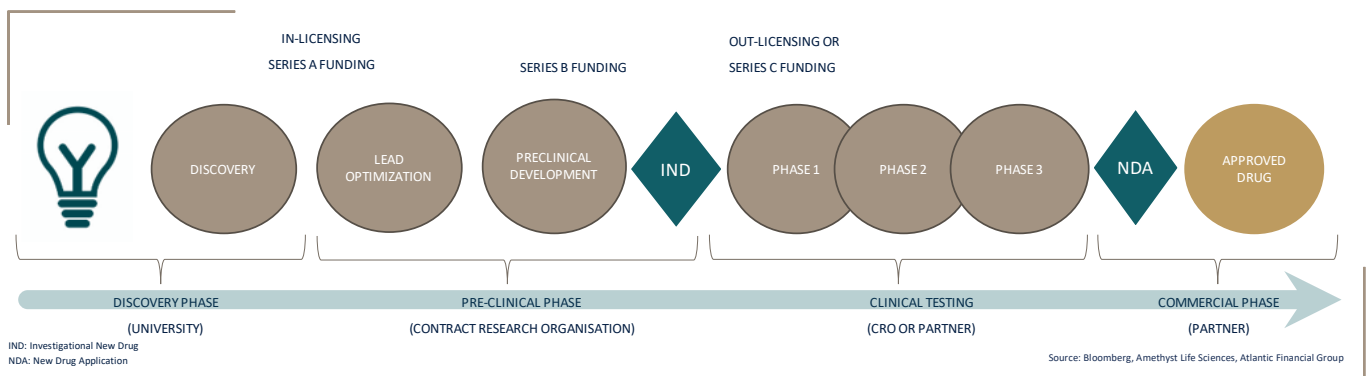 IN-LICENSING
SERIES A FUNDING
SERIES B FUNDING
OUT-LICENSING OR
SERIES C FUNDING
DISCOVERY
LEAD
OPTIMIZATION
PRECLINICAL
DEVELOPMENT
IND
PHASE 1
PHASE 2
PHASE 3
NDA
APPROVED
DRUG
DISCOVERY PHASE
(UNIVERSITY)
PRE-CLINICAL PHASE
(CONTRACT RESEARCH ORGANISATION)
CLINICAL TESTING
(CRO OR PARTNER)
COMMERCIAL PHASE
(PARTNER)
IND: Investigational New Drug
NDA: New Drug Application
Source: Bloomberg, Amethyst Life Sciences, Atlantic Financial Group